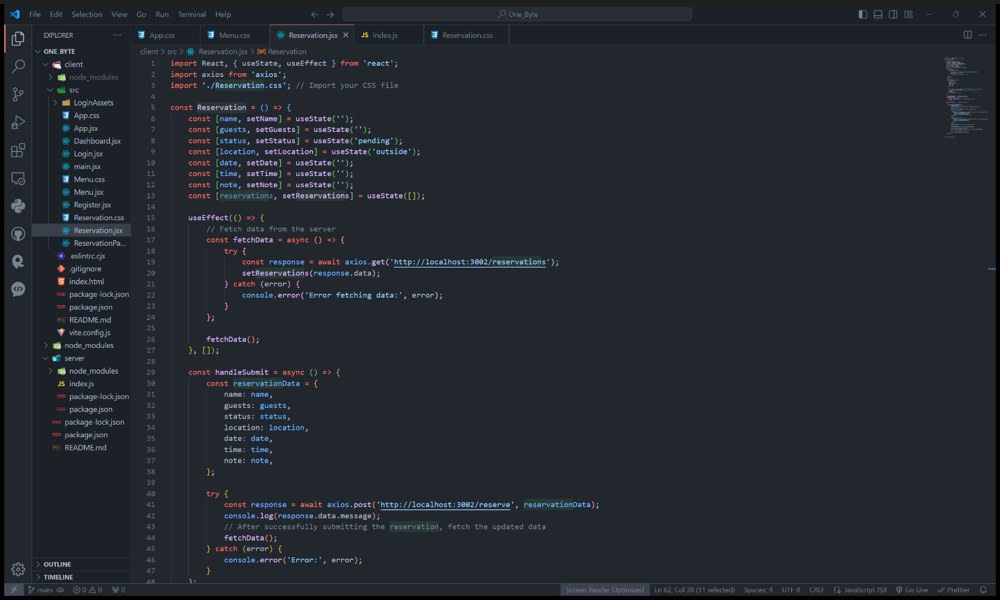 File Edit Selection View Go Run Terminal Help
One_Byte
EXPLORER
ONE_BYTE
client
node_modules
src
LoginAssets
App.css
App.jsx
Dashboard.jsx
Login.jsx
main.jsx
Menu.css
Menu.jsx
Register.jsx
Reservation.css
Reservation.jsx
ReservationPa...
.eslintrc.cjs
.gitignore
index.html
package-lock.json
package.json
README.md
vite.config.js
node_modules
server
node_modules
JS index.js
package-lock.json
package.json
package-lock.json
package.json
README.md
OUTLINE
TIMELINE
App.css Menu.css Reservation.jsx JS index.js Reservation.css
client > src > Reservation.jsx > Reservation
1 import React, { useState, useEffect } from 'react';
2 import axios from 'axios';
3 import './Reservation.css'; // Import your CSS file
4
5 const Reservation = () => {
6 const [name, setName] = useState('');
7 const [guests, setGuests] = useState('');
8 const [status, setStatus] = useState('pending');
9 const [location, setLocation] = useState('outside');
10 const [date, setDate] = useState('');
11 const [time, setTime] = useState('');
12 const [note, setNote] = useState('');
13 const [reservations, setReservations] = useState([]);
14
15 useEffect(() => {
16 // Fetch data from the server
17 const fetchData = async () => {
18 try {
19 const response = await axios.get('http://localhost:3002/reservations');
20 setReservations(response.data);
21 } catch (error) {
22 console.error('Error fetching data:', error);
23 }
24 };
25
26 fetchData();
27 }, []);
28
29 const handleSubmit = async () => {
30 const reservationData = {
31 name: name,
32 guests: guests,
33 status: status,
34 location: location,
35 date: date,
36 time: time,
37 note: note,
38 };
39
40 try {
41 const response = await axios.post('http://localhost:3002/reserve', reservationData);
42 console.log(response.data.message);
43 // After successfully submitting the reservation, fetch the updated data
44 fetchData();
45 } catch (error) {
46 console.error('Error:', error);
47 }
48 };
main 0 0 0 Screen Reader Optimized Ln 62, Col 38 (11 selected) Spaces: 4 UTF-8 CRLF JavaScript JSX Go Live Prettier